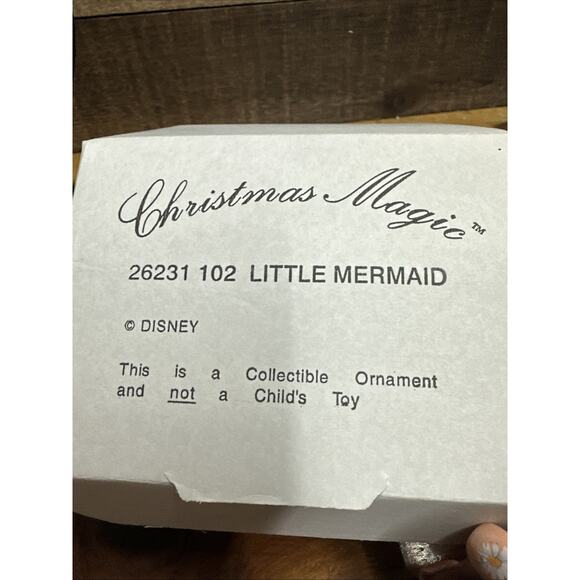 Christmas Magic™
26231 102 LITTLE MERMAID
© DISNEY
This is a Collectible Ornament
and not a Child's Toy